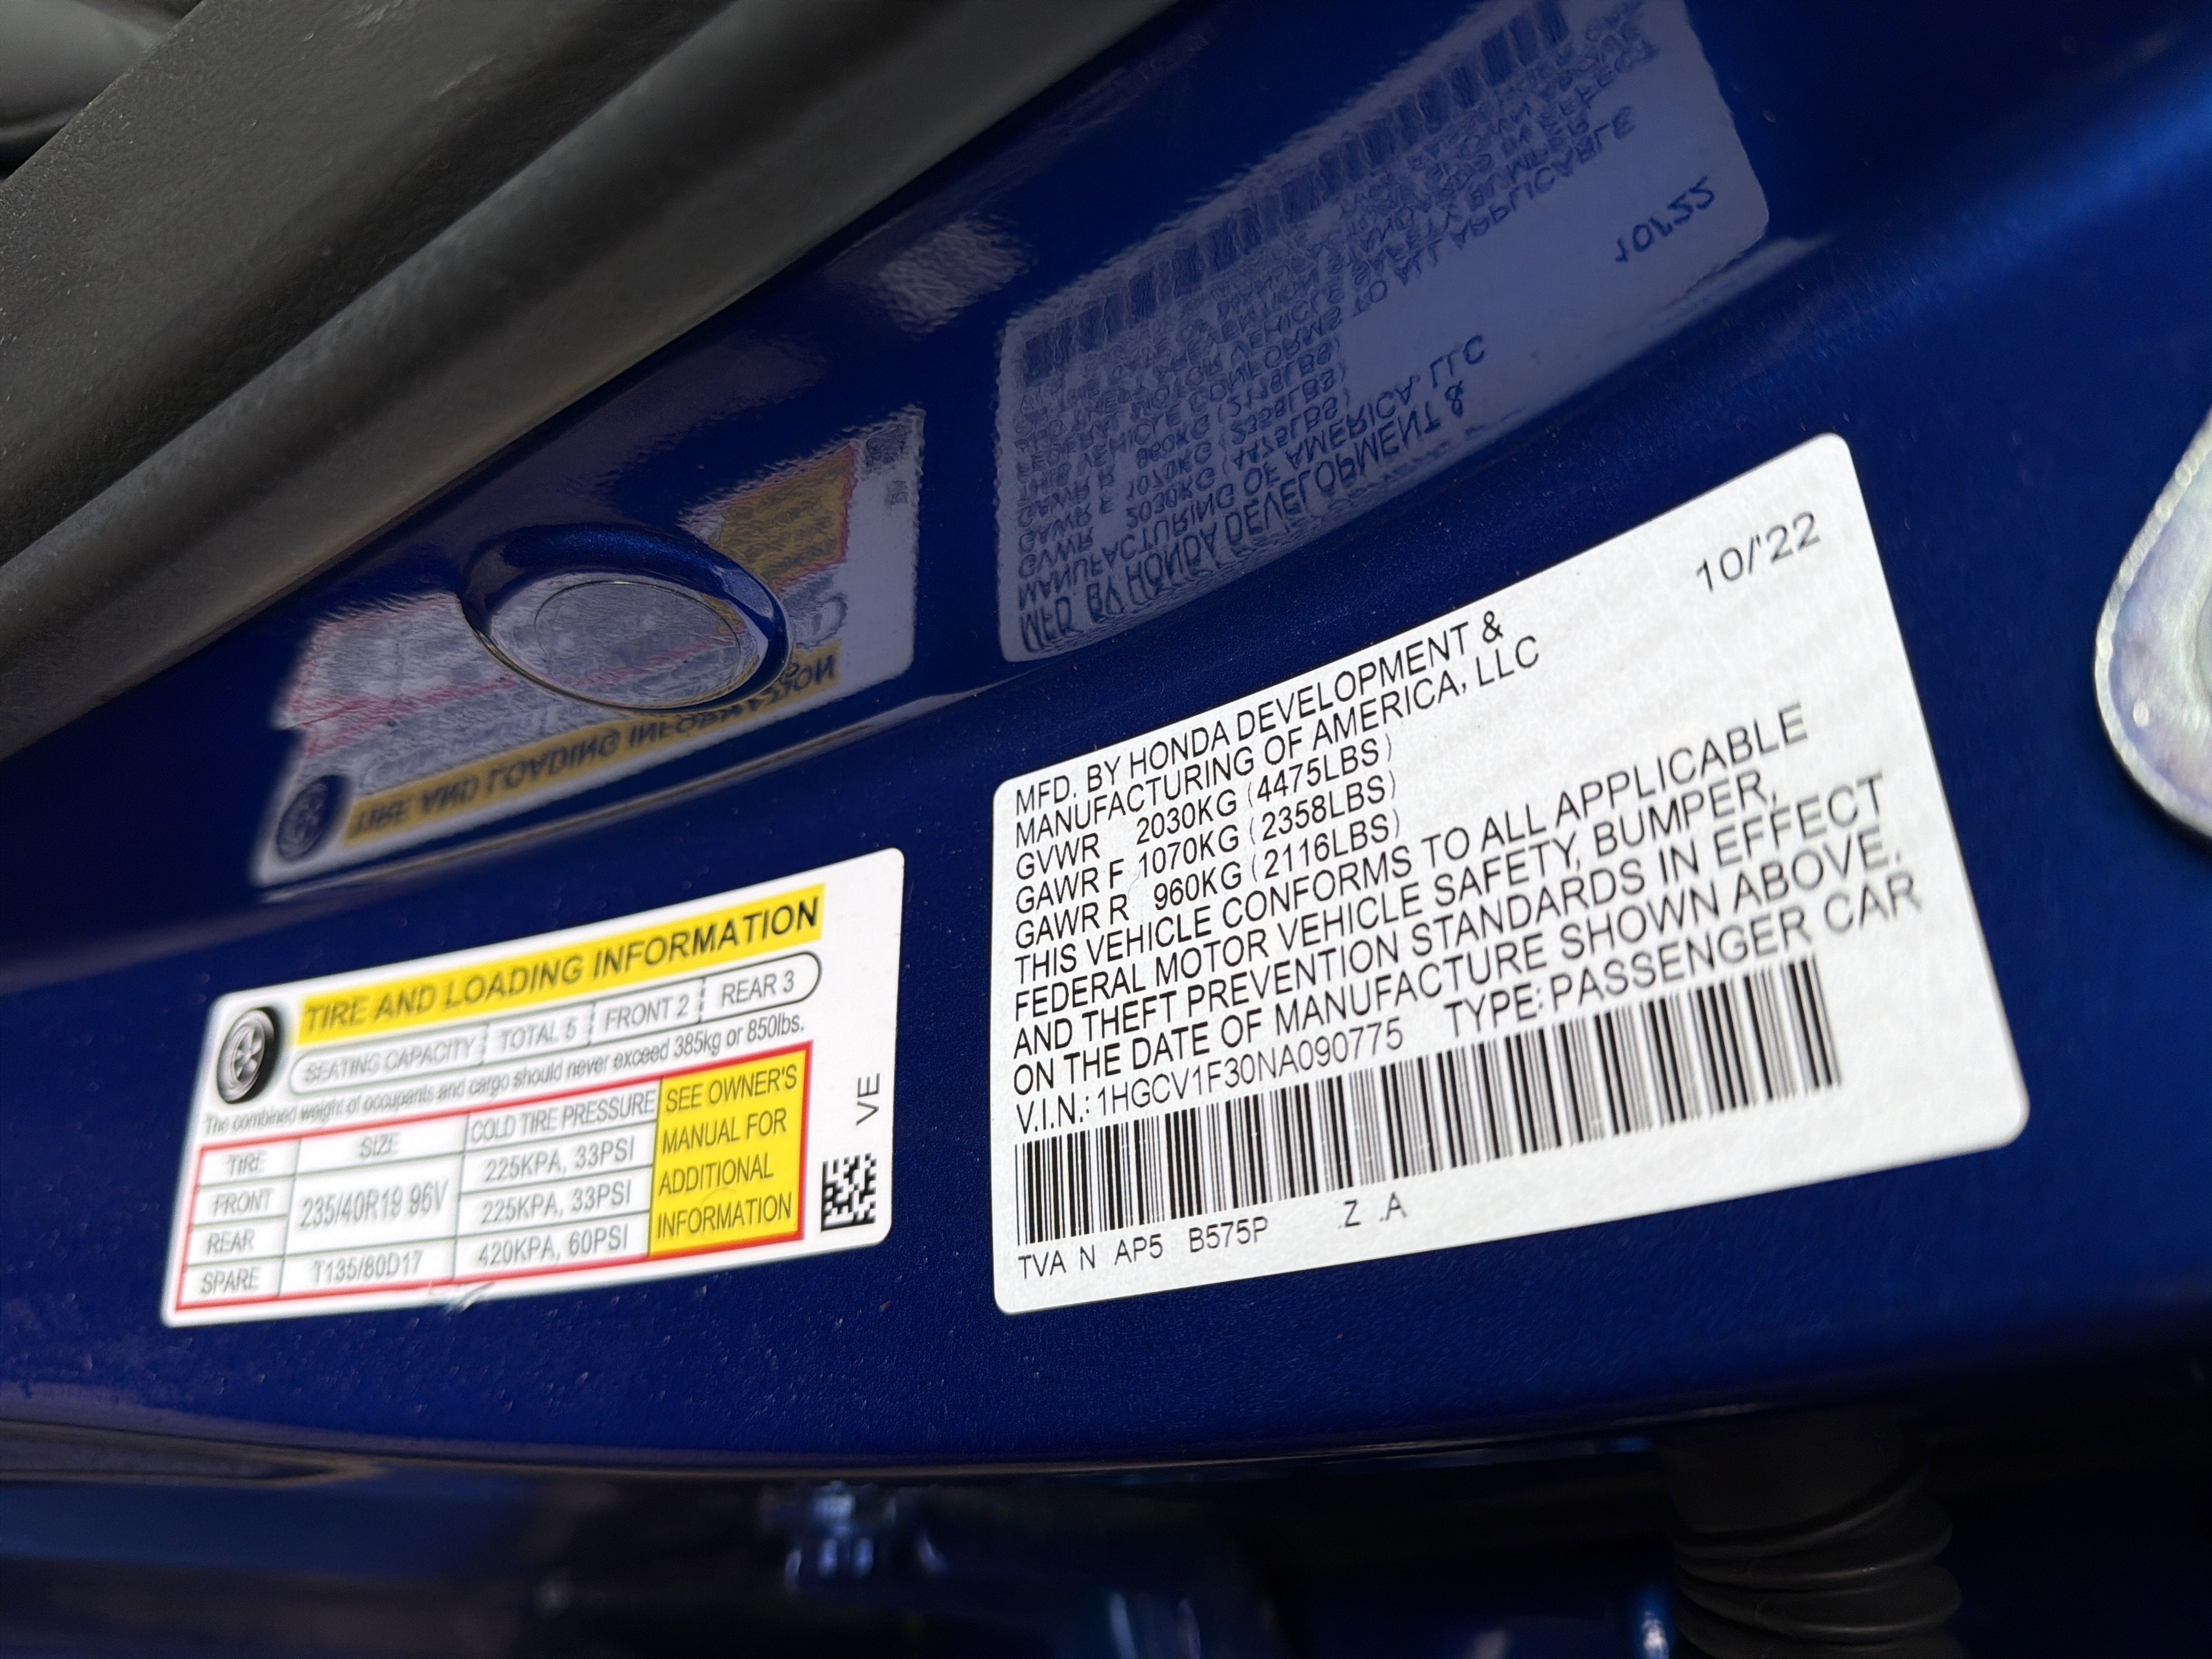 TIRE AND LOADING INFORMATION
SEATING CAPACITY TOTAL 5 FRONT 2 REAR 3
The combined weight of occupants and cargo should never exceed 385kg or 850lbs.
TIRE SIZE COLD TIRE PRESSURE
FRONT 235/40R19 96V 225KPA, 33PSI
REAR 225KPA, 33PSI
SPARE T135/80D17 420KPA, 60PSI
SEE OWNER'S
MANUAL FOR
ADDITIONAL
INFORMATION
VE
MFD. BY HONDA DEVELOPMENT &
MANUFACTURING OF AMERICA, LLC
10/'22
GVWR 2030KG (4475LBS)
GAWR F 1070KG (2358LBS)
GAWR R 960KG (2116LBS)
THIS VEHICLE CONFORMS TO ALL APPLICABLE
FEDERAL MOTOR VEHICLE SAFETY, BUMPER,
AND THEFT PREVENTION STANDARDS IN EFFECT
ON THE DATE OF MANUFACTURE SHOWN ABOVE.
V.I.N.: 1HGCV1F30NA090775 TYPE: PASSENGER CAR
TVA N AP5 B575P .Z .A